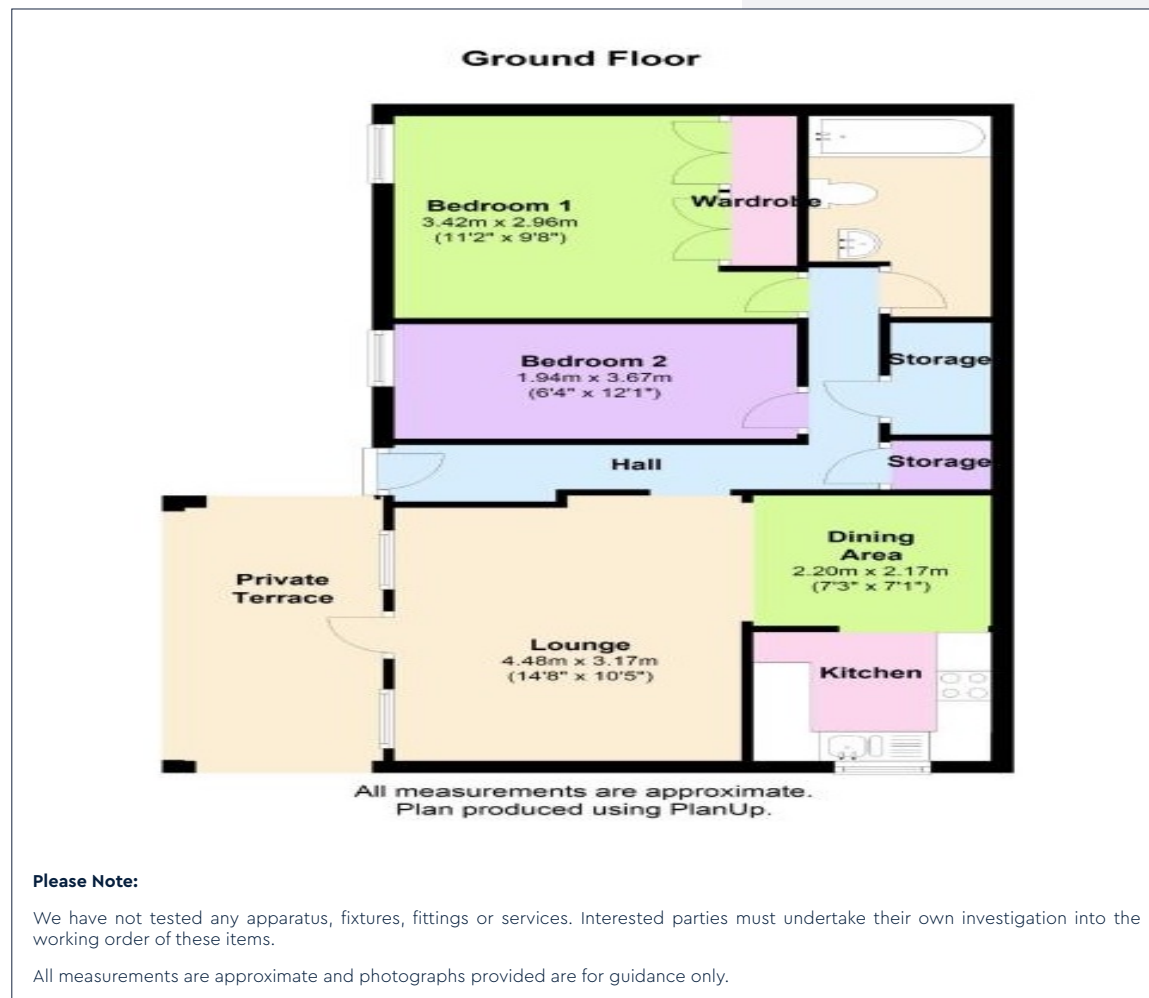 Ground Floor
Bedroom 1
3.42m x 2.96m
(11'2" x 9'8")
Wardrobe
Bedroom 2
1.94m x 3.67m
(6'4" x 12'1")
Storage
Hall
Storage
Private
Terrace
Lounge
4.48m x 3.17m
(14'8" x 10'5")
Dining
Area
2.20m x 2.17m
(7'3" x 7'1")
Kitchen
All measurements are approximate.
Plan produced using PlanUp.
Please Note:
We have not tested any apparatus, fixtures, fittings or services. Interested parties must undertake their own investigation into the
working order of these items.
All measurements are approximate and photographs provided are for guidance only.